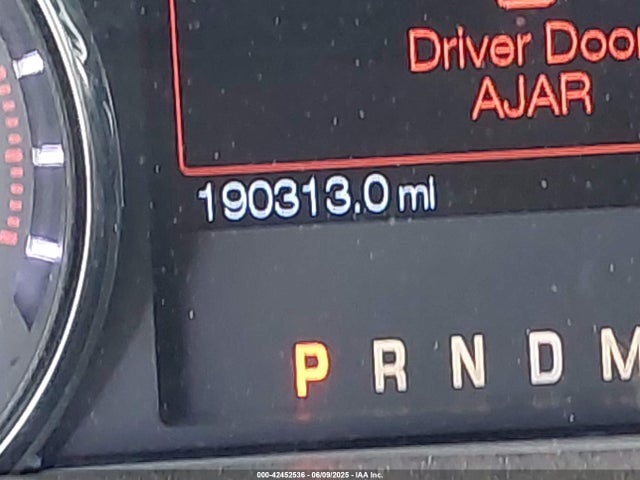 Driver Door
AJAR
190313.0 mi
P R N D M
000-42452536 - 06/09/2025 - IAA Inc.